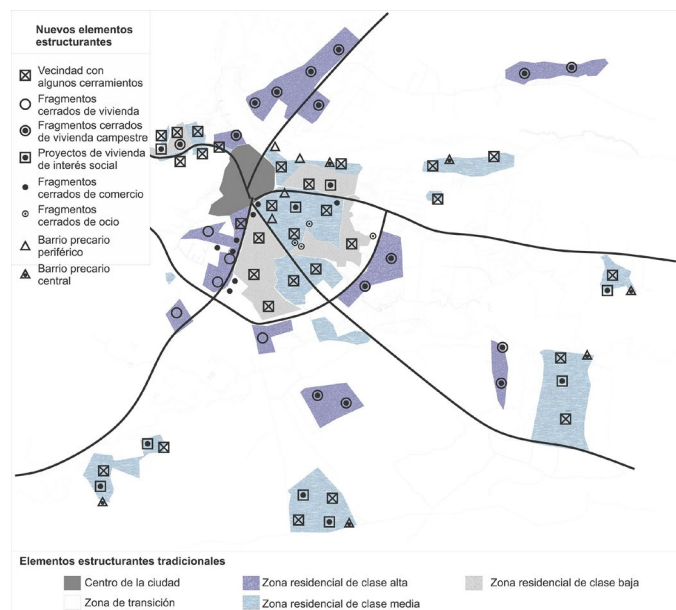 Nuevos elementos
estructurantes
Vecindad con
algunos cerramientos
Fragmentos
cerrados de vivienda
Fragmentos cerrados
de vivienda campestre
Proyectos de vivienda
de interés social
Fragmentos
cerrados de comercio
Fragmentos
cerrados de ocio
Barrio precario
periférico
Barrio precario
central
Elementos estructurantes tradicionales
Centro de la ciudad
Zona residencial de clase alta
Zona residencial de clase baja
Zona de transición
Zona residencial de clase media